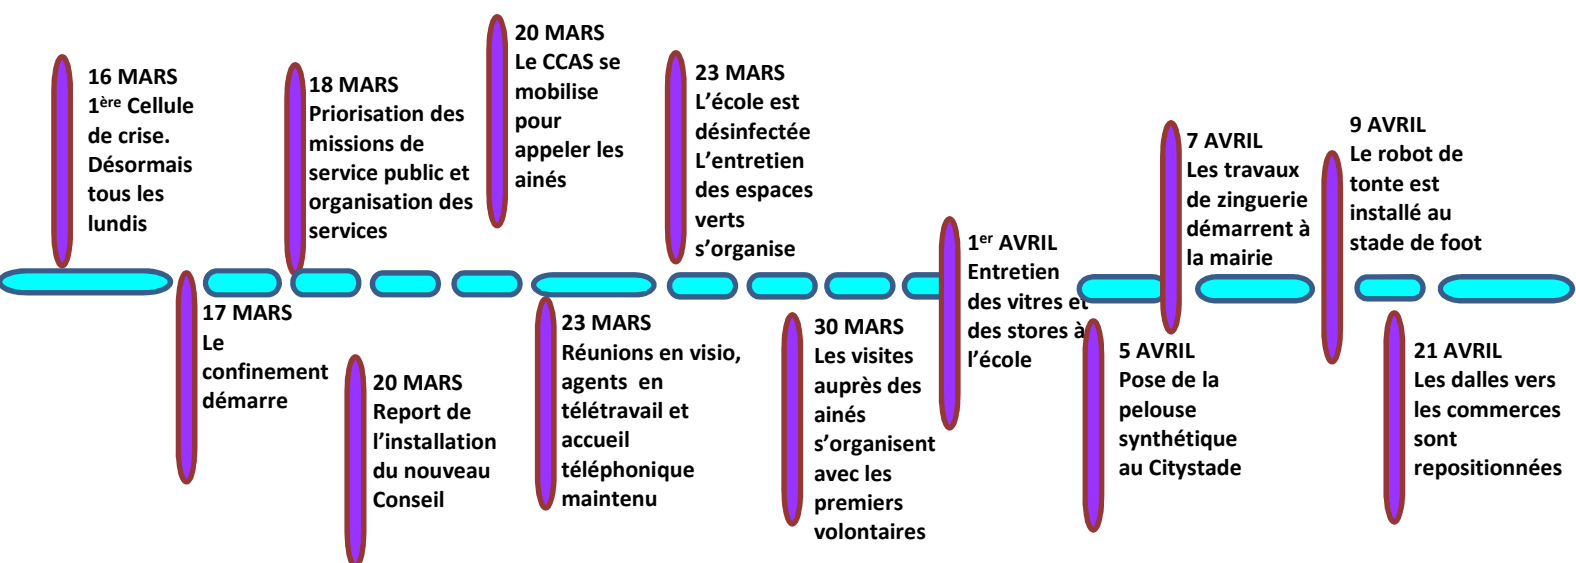 16 MARS
1ère Cellule
de crise.
Désormais
tous les
lundis
17 MARS
Le
confinement
démarre
18 MARS
Priorisation des
missions de
service public et
organisation des
services
20 MARS
Report de
l’installation
du nouveau
Conseil
20 MARS
Le CCAS se
mobilise
pour
appeler les
ainés
23 MARS
Réunions en visio,
agents en
télétravail et
accueil
téléphonique
maintenu
23 MARS
L’école est
désinfectée
L’entretien
des espaces
verts
s’organise
30 MARS
Les visites
auprès des
ainés
s’organisent
avec les
premiers
volontaires
1er AVRIL
Entretien
des vitres et
des stores à
l’école
5 AVRIL
Pose de la
pelouse
synthétique
au Citystade
7 AVRIL
Les travaux
de zinguerie
démarrent à
la mairie
9 AVRIL
Le robot de
tonte est
installé au
stade de foot
21 AVRIL
Les dalles vers
les commerces
sont
repositionnées